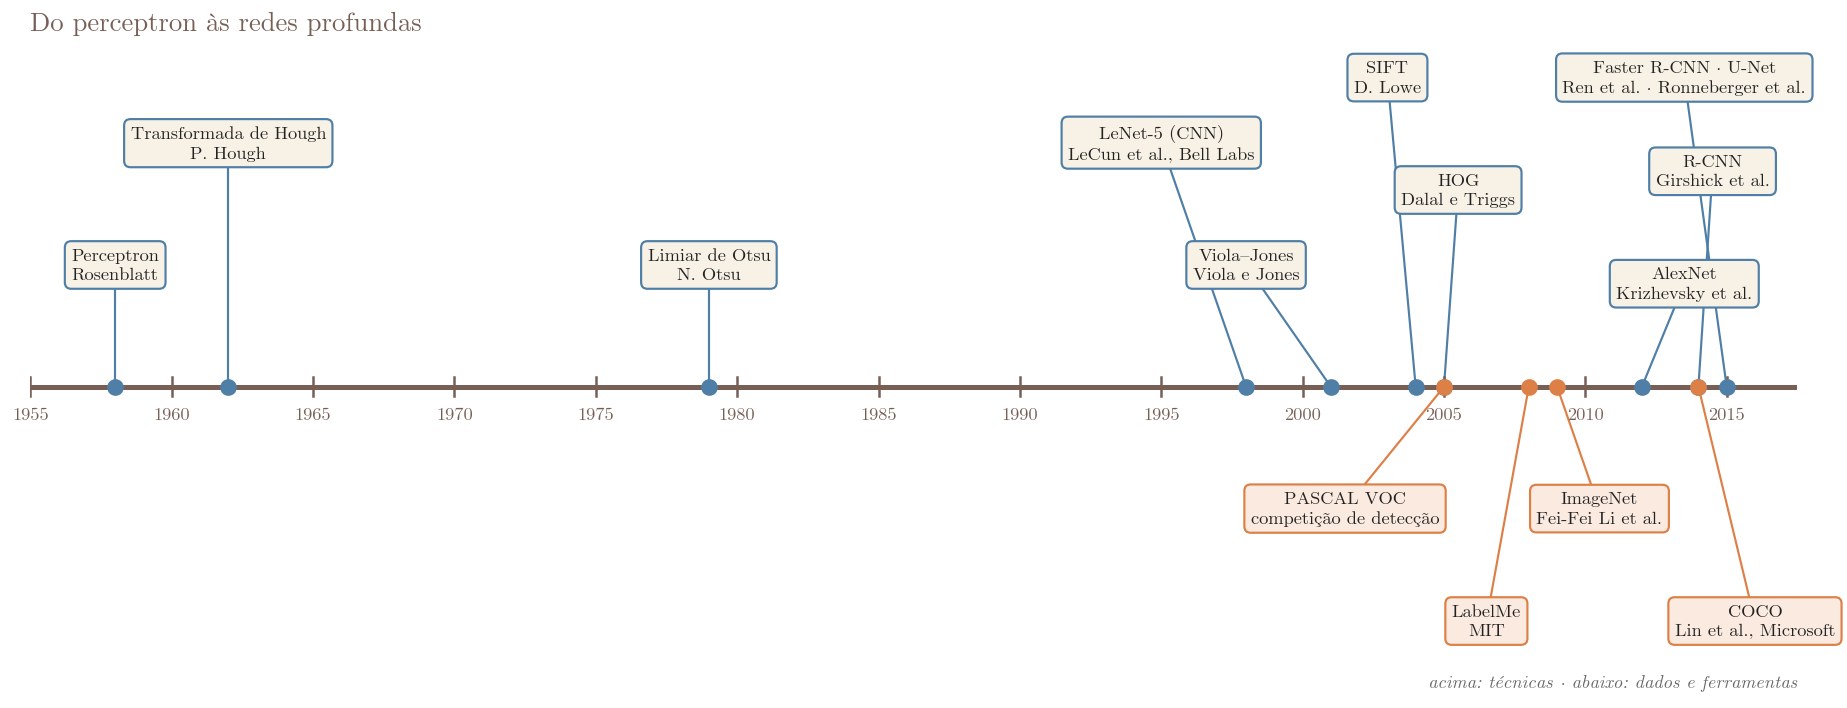 Do perceptron às redes profundas
SIFT
D. Lowe
Faster R-CNN · U-Net
Ren et al. · Ronneberger et al.
Transformada de Hough
P. Hough
LeNet-5 (CNN)
LeCun et al., Bell Labs
R-CNN
Girshick et al.
HOG
Dalal e Triggs
Perceptron
Rosenblatt
Limiar de Otsu
N. Otsu
Viola–Jones
Viola e Jones
AlexNet
Krizhevsky et al.
1955 1960 1965 1970 1975 1980 1985 1990 1995 2000 2005 2010 2015
PASCAL VOC
competição de detecção
ImageNet
Fei-Fei Li et al.
LabelMe
MIT
COCO
Lin et al., Microsoft
acima: técnicas · abaixo: dados e ferramentas